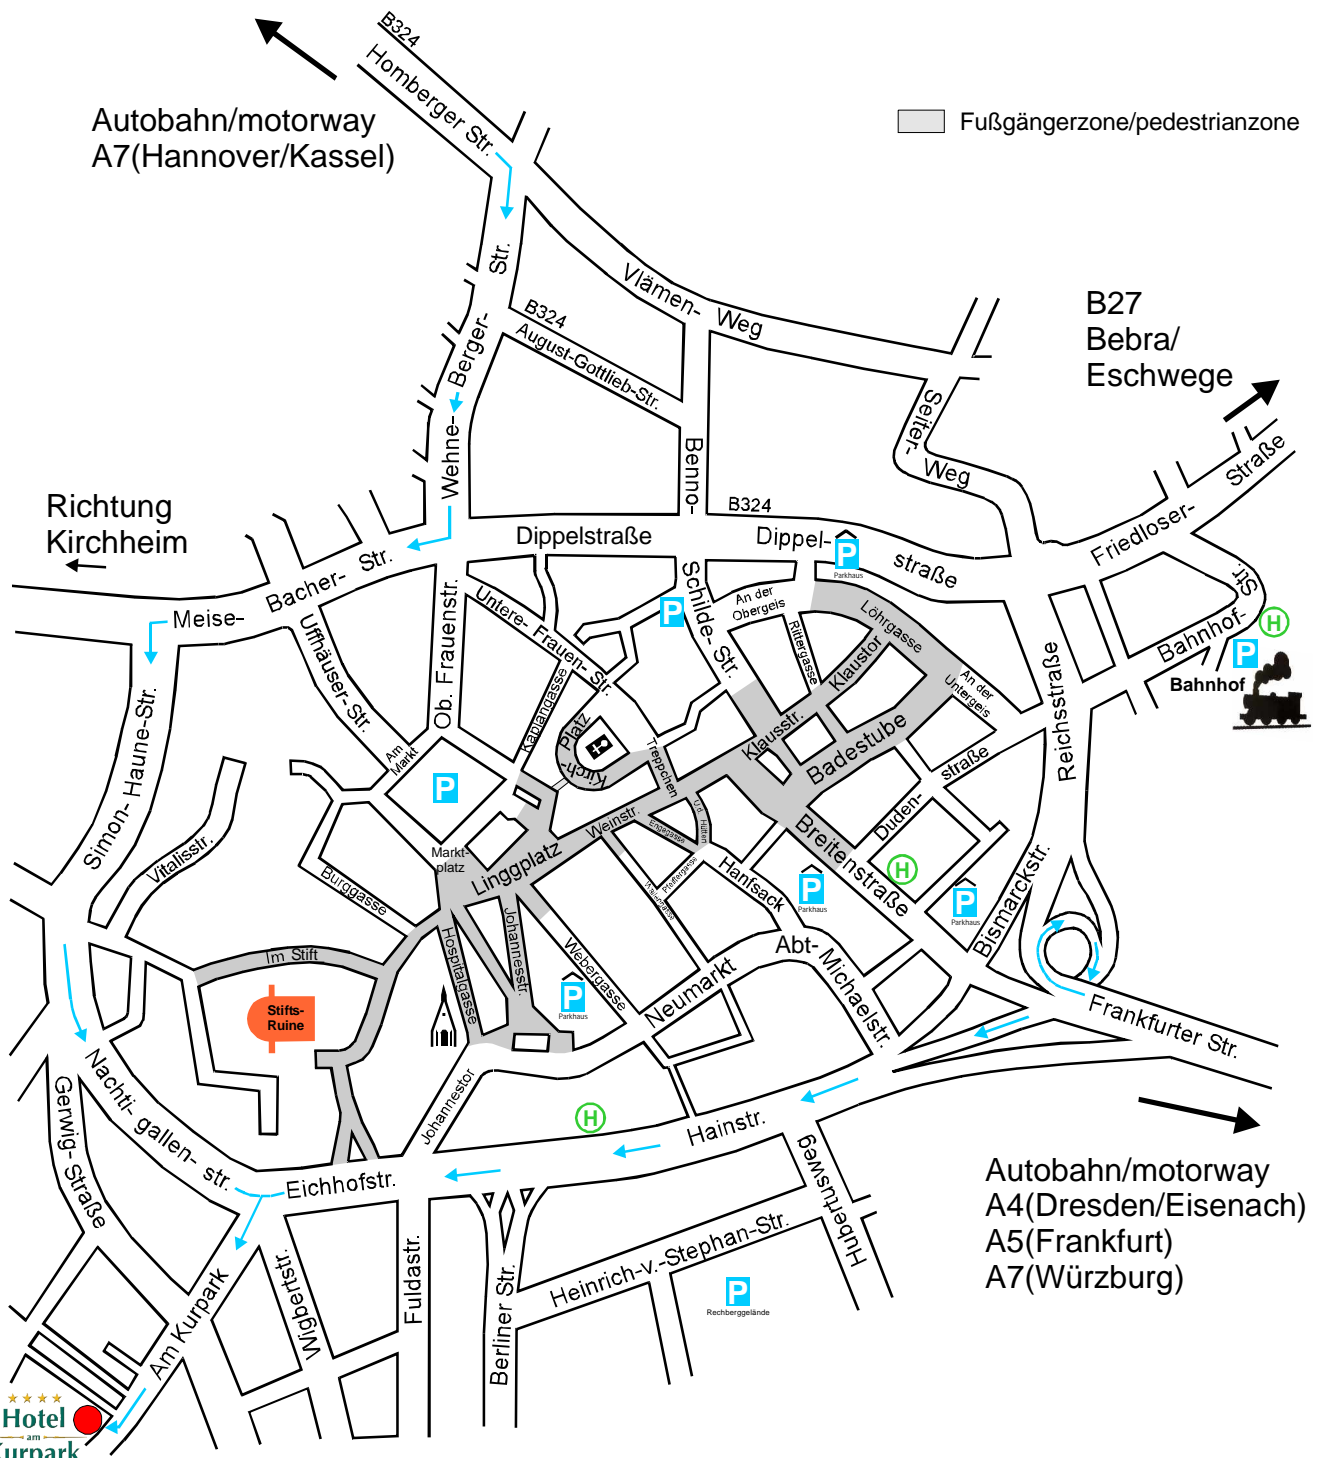 B324
Homberger Str.
Autobahn/motorway
A7(Hannover/Kassel)
Fußgängerzone/pedestrianzone
Vlämen- Weg
B27
Bebra/
Eschwege
B324
August-Gottlieb-Str.
Wehne- Berger- Str.
Benno-
Seiter- Weg
Friedloser- Straße
Richtung
Kirchheim
B324
Dippelstraße
Dippel- straße
P
Parkhaus
Meise- Bacher- Str.
Uffhäuser-Str.
Ob. Frauenstr.
Untere- Frauen- Str.
Schilde- Str.
P
An der
Obergeis
Rittergasse
Löhrgasse
Klaustor
An der
Untergeis
Bahnhof- Str.
H
P
Bahnhof
Reichsstraße
Simon- Haune-Str.
Am
Markt
P
Kaplangasse
Kirch- Platz
Treppchen
Klausstr.
Badestube
Duden- straße
Vitalisstr.
Burggasse
Markt-
platz
Linggplatz
Weinstr.
Engegasse
U.d. Hütten
Pfeffergasse
Hanfsack
Breitenstraße
H
P
Parkhaus
P
Parkhaus
Bismarckstr.
Im Stift
Stifts-
Ruine
Hospitalgasse
Johannesstr.
Webergasse
P
Parkhaus
Neumarkt
Abt- Michaelstr.
Frankfurter Str.
Johannestor
H
Hainstr.
Nachti- gallen- str.
Gerwig- Straße
Eichhofstr.
Hubertusweg
Autobahn/motorway
A4(Dresden/Eisenach)
A5(Frankfurt)
A7(Würzburg)
Wigbertstr.
Fuldastr.
Berliner Str.
Heinrich-v.-Stephan-Str.
P
Rechberggelände
Am Kurpark
Hotel
am
Kurpark